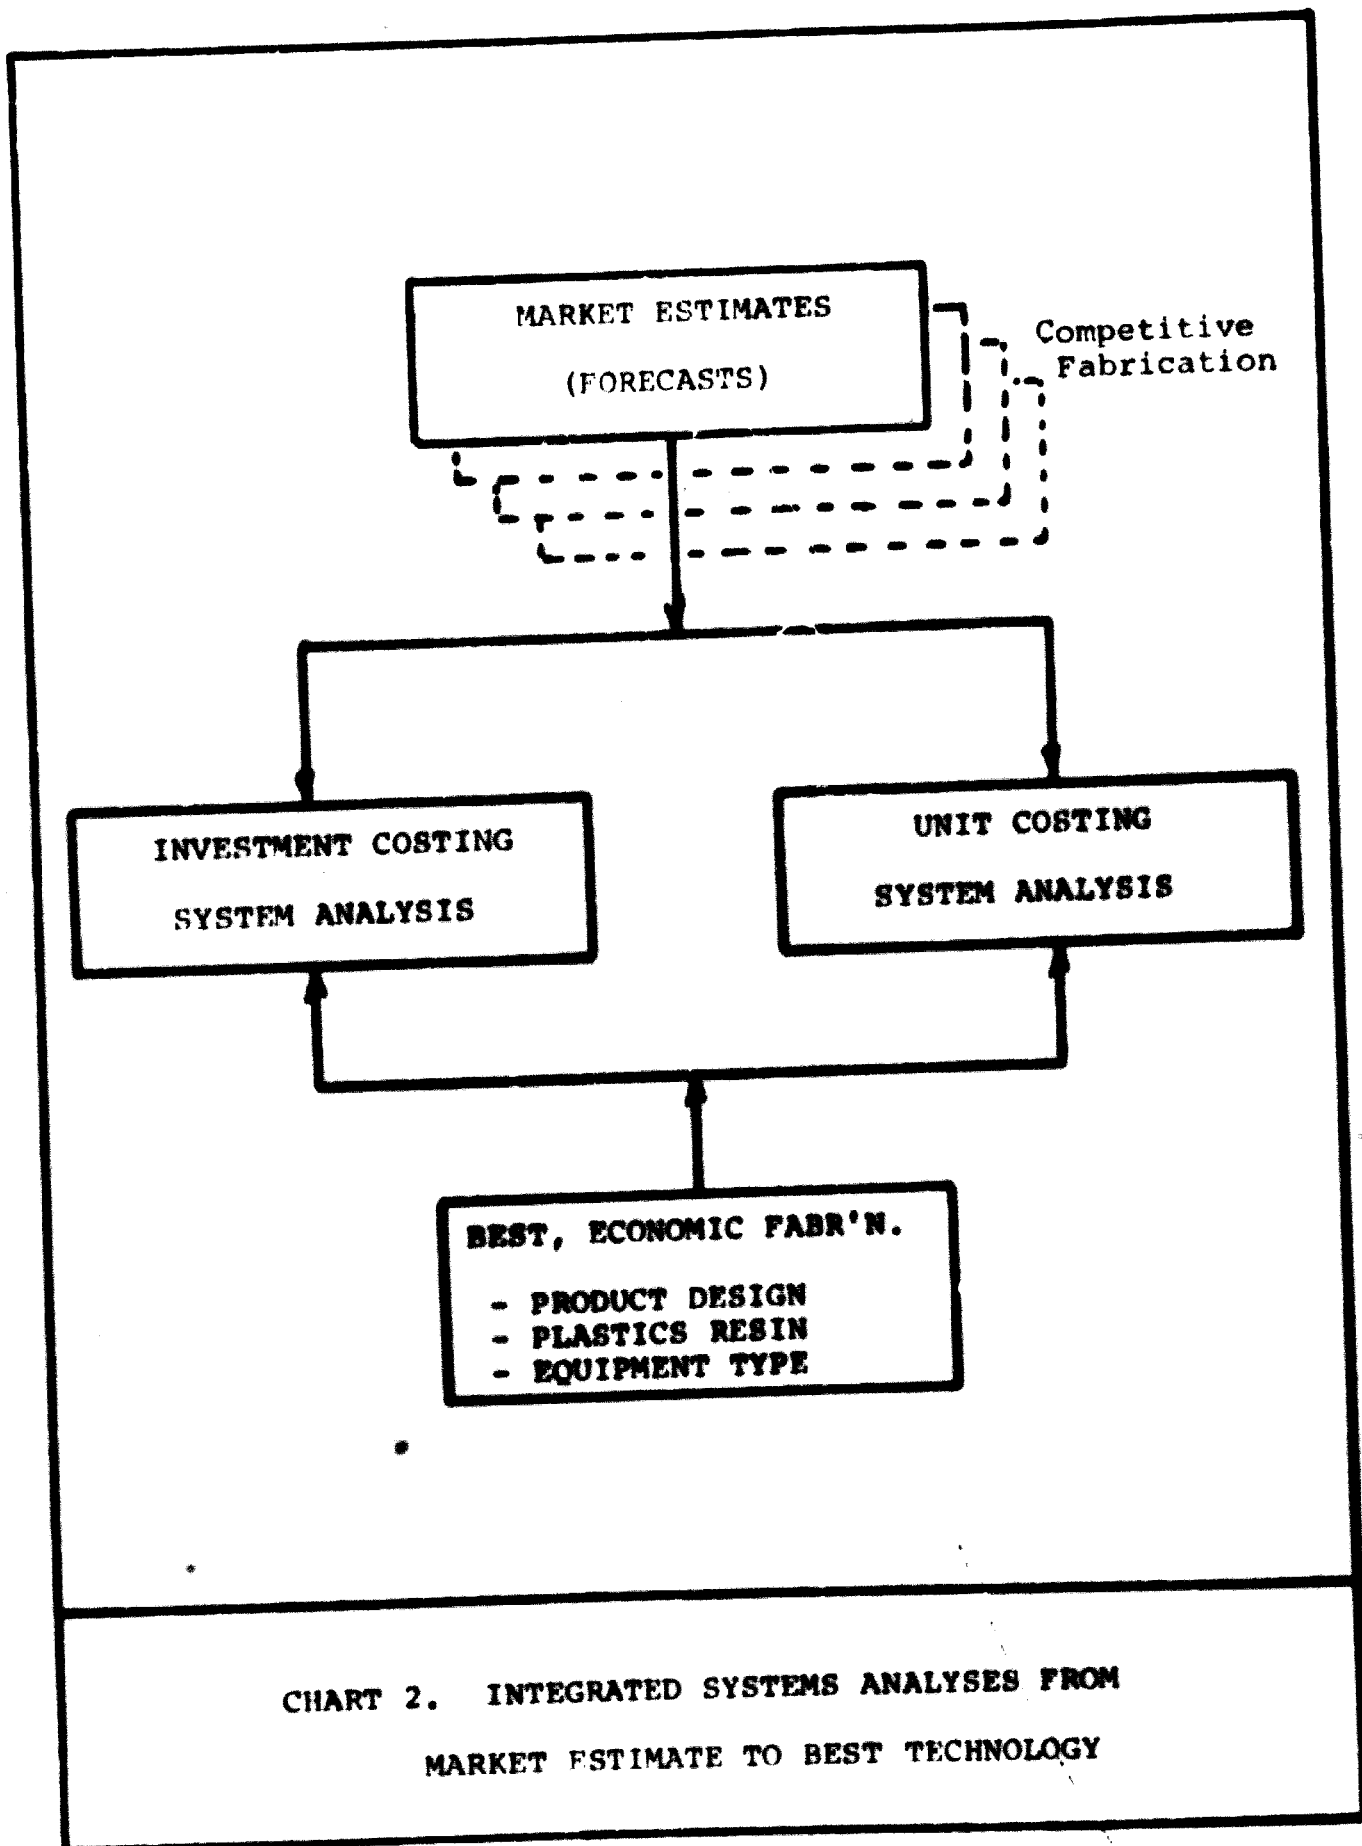 MARKET ESTIMATES
(FORECASTS)
Competitive
Fabrication
INVESTMENT COSTING
SYSTEM ANALYSIS
UNIT COSTING
SYSTEM ANALYSIS
BEST, ECONOMIC FABR'N.
- PRODUCT DESIGN
- PLASTICS RESIN
- EQUIPMENT TYPE
CHART 2. INTEGRATED SYSTEMS ANALYSES FROM
MARKET ESTIMATE TO BEST TECHNOLOGY